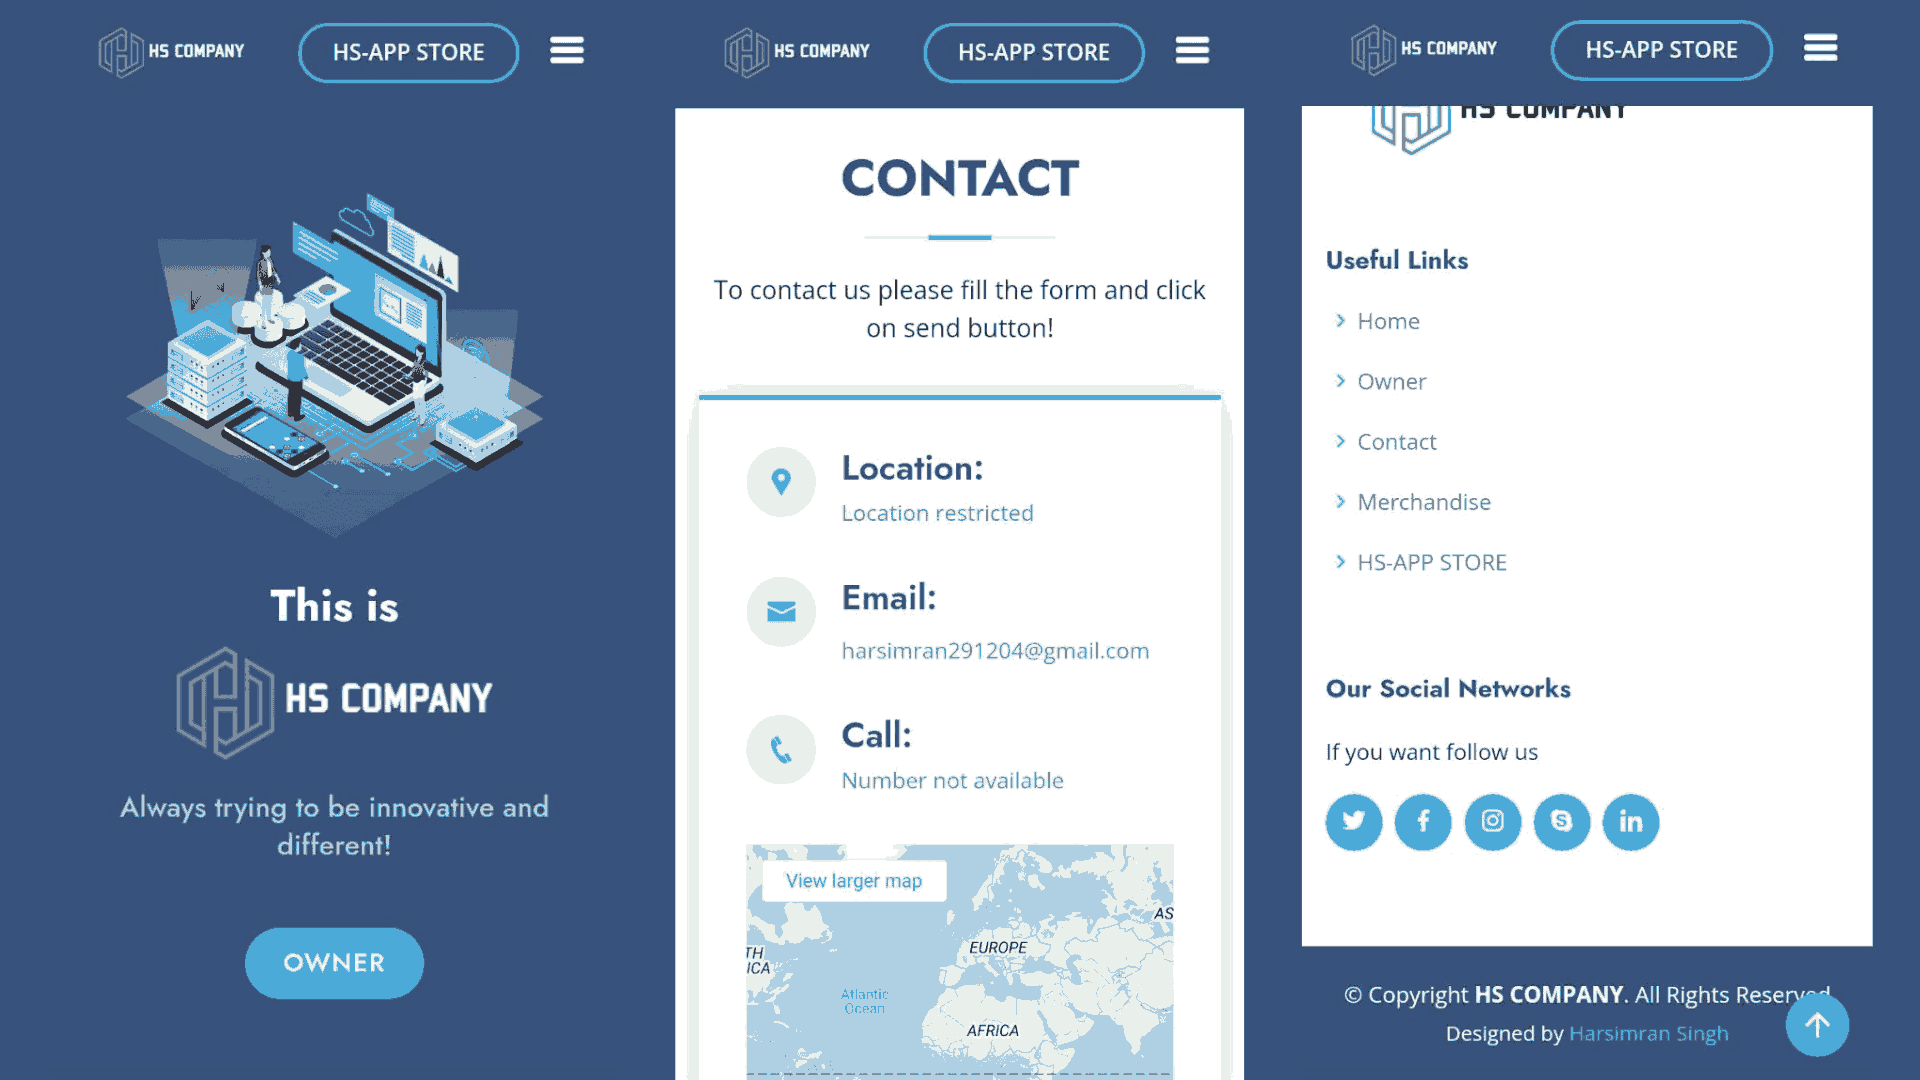 HS COMPANY
HS-APP STORE
This is
HS COMPANY
Always trying to be innovative and
different!
OWNER
HS COMPANY
HS-APP STORE
CONTACT
To contact us please fill the form and click
on send button!
Location:
Location restricted
Email:
harsimran291204@gmail.com
Call:
Number not available
View larger map
AS
EUROPE
TH
ICA
Atlantic
Ocean
AFRICA
HS COMPANY
HS-APP STORE
HS COMPANY
Useful Links
Home
Owner
Contact
Merchandise
HS-APP STORE
Our Social Networks
If you want follow us
© Copyright HS COMPANY. All Rights Reserved
Designed by Harsimran Singh